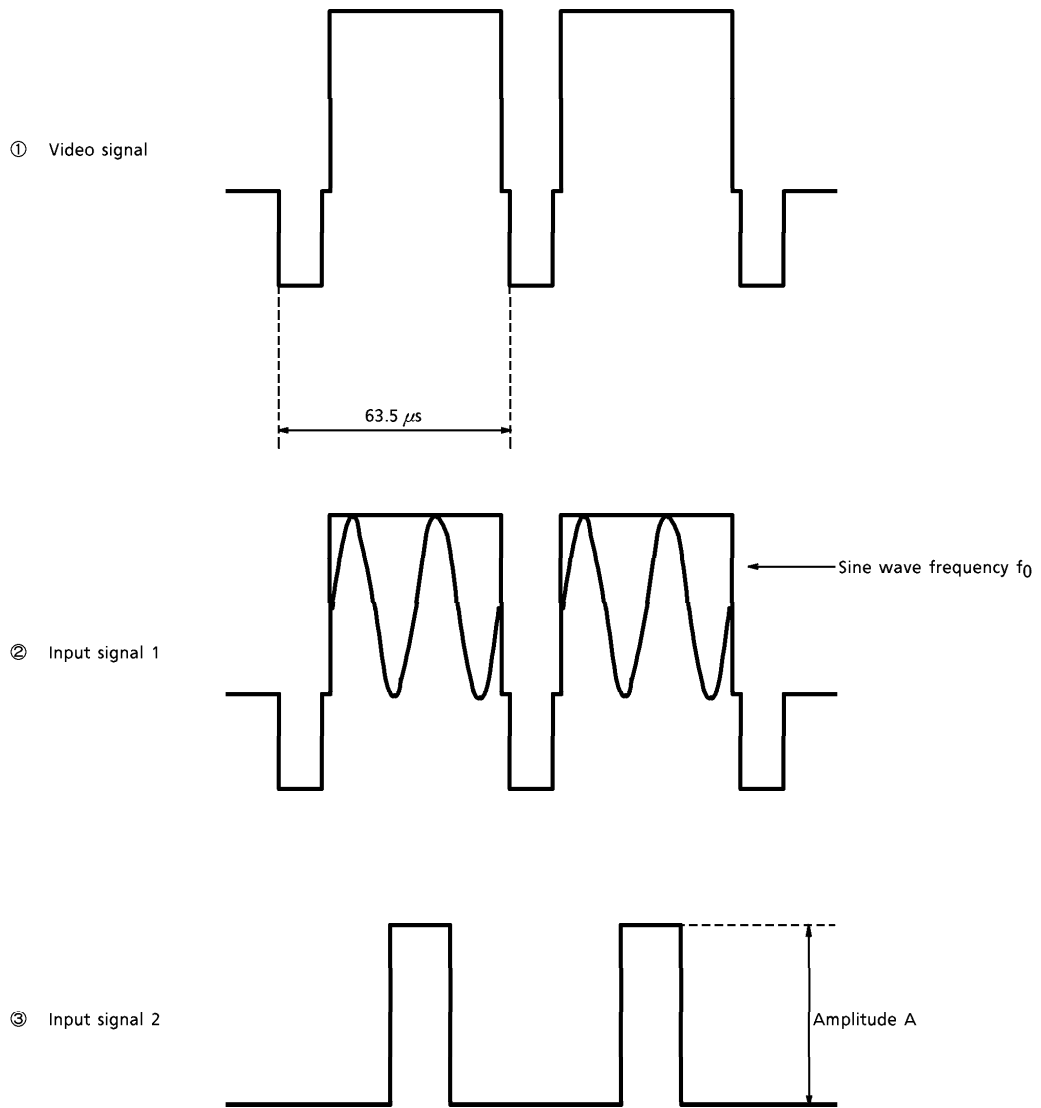 ① Video signal
63.5 μs
Sine wave frequency f0
② Input signal 1
③ Input signal 2
Amplitude A